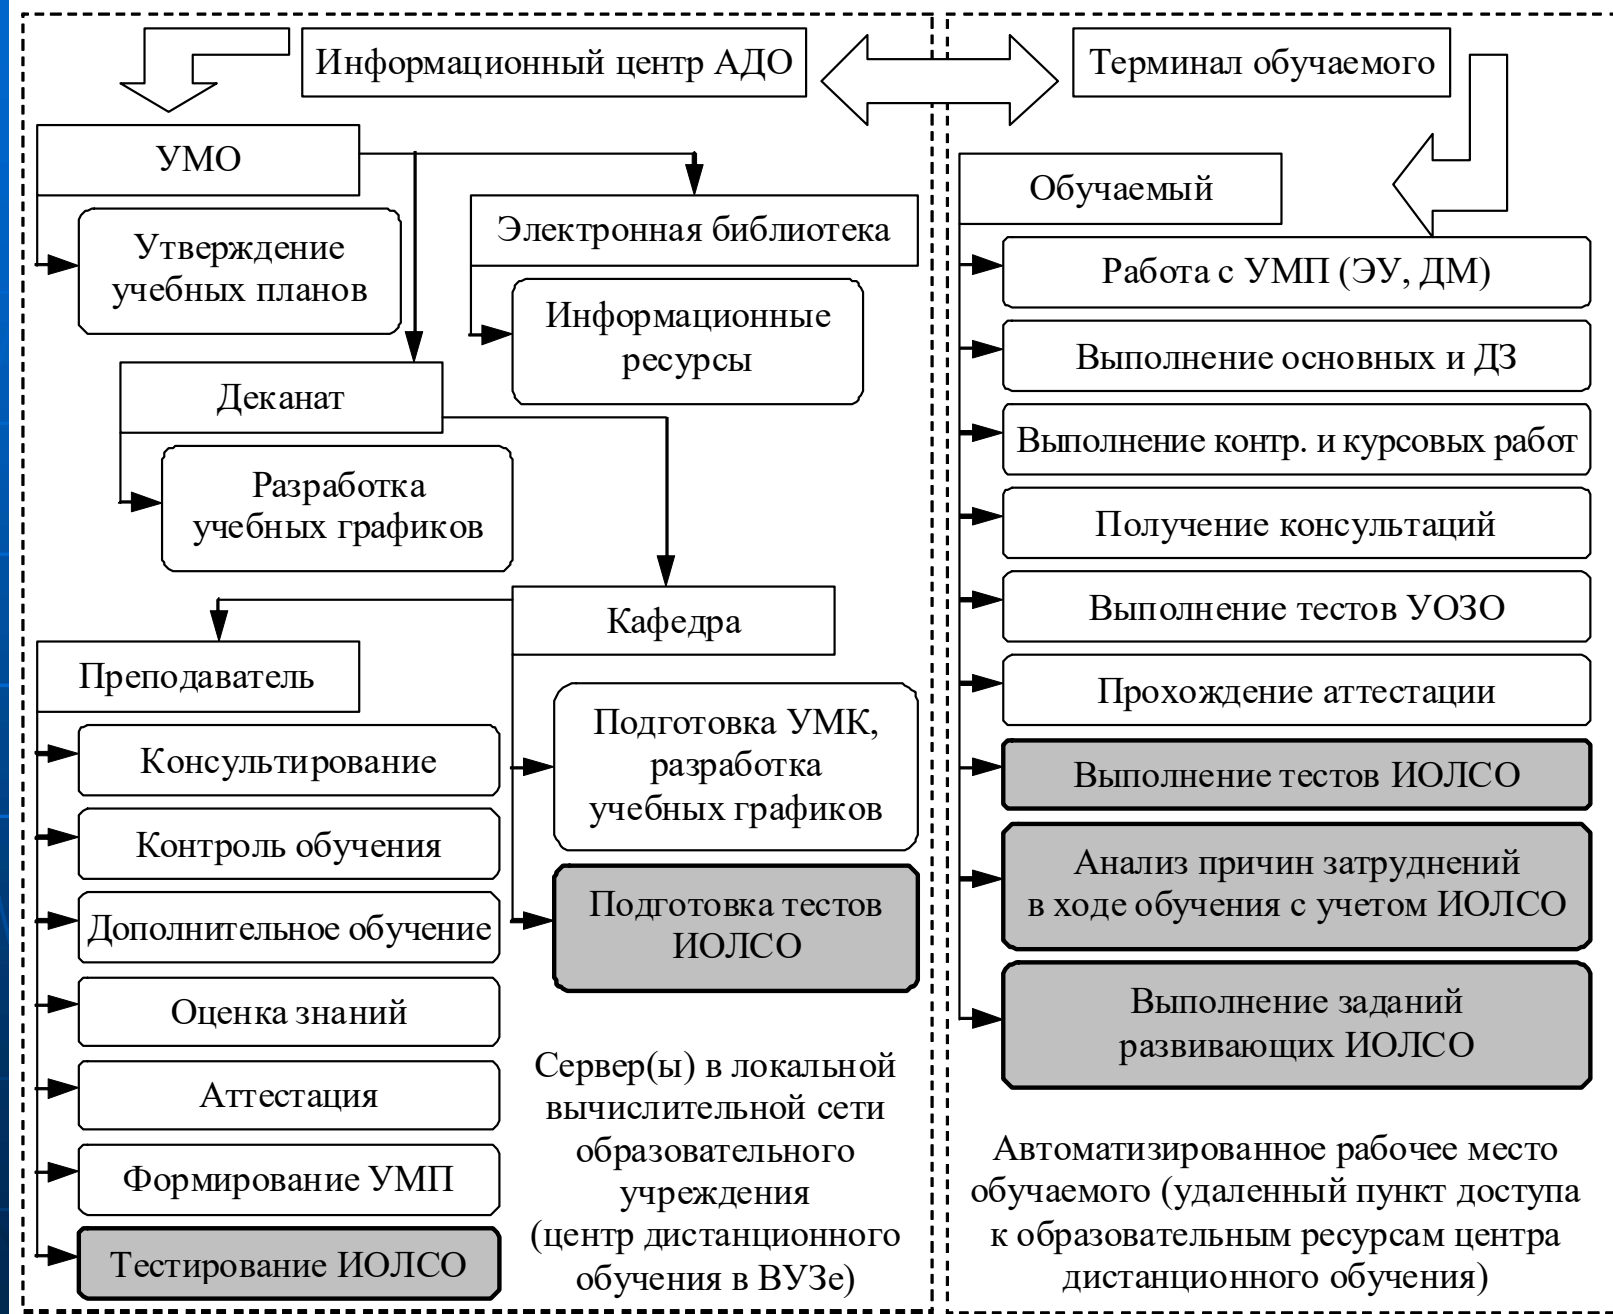 Информационный центр АДО
Терминал обучаемого
УМО
Утверждение
учебных планов
Электронная библиотека
Информационные
ресурсы
Деканат
Разработка
учебных графиков
Кафедра
Подготовка УМК,
разработка
учебных графиков
Подготовка тестов
ИОЛСО
Преподаватель
Консультирование
Контроль обучения
Дополнительное обучение
Оценка знаний
Аттестация
Формирование УМП
Тестирование ИОЛСО
Сервер(ы) в локальной
вычислительной сети
образовательного
учреждения
(центр дистанционного
обучения в ВУЗе)
Обучаемый
Работа с УМП (ЭУ, ДМ)
Выполнение основных и ДЗ
Выполнение контр. и курсовых работ
Получение консультаций
Выполнение тестов УОЗО
Прохождение аттестации
Выполнение тестов ИОЛСО
Анализ причин затруднений
в ходе обучения с учетом ИОЛСО
Выполнение заданий
развивающих ИОЛСО
Автоматизированное рабочее место
обучаемого (удаленный пункт доступа
к образовательным ресурсам центра
дистанционного обучения)